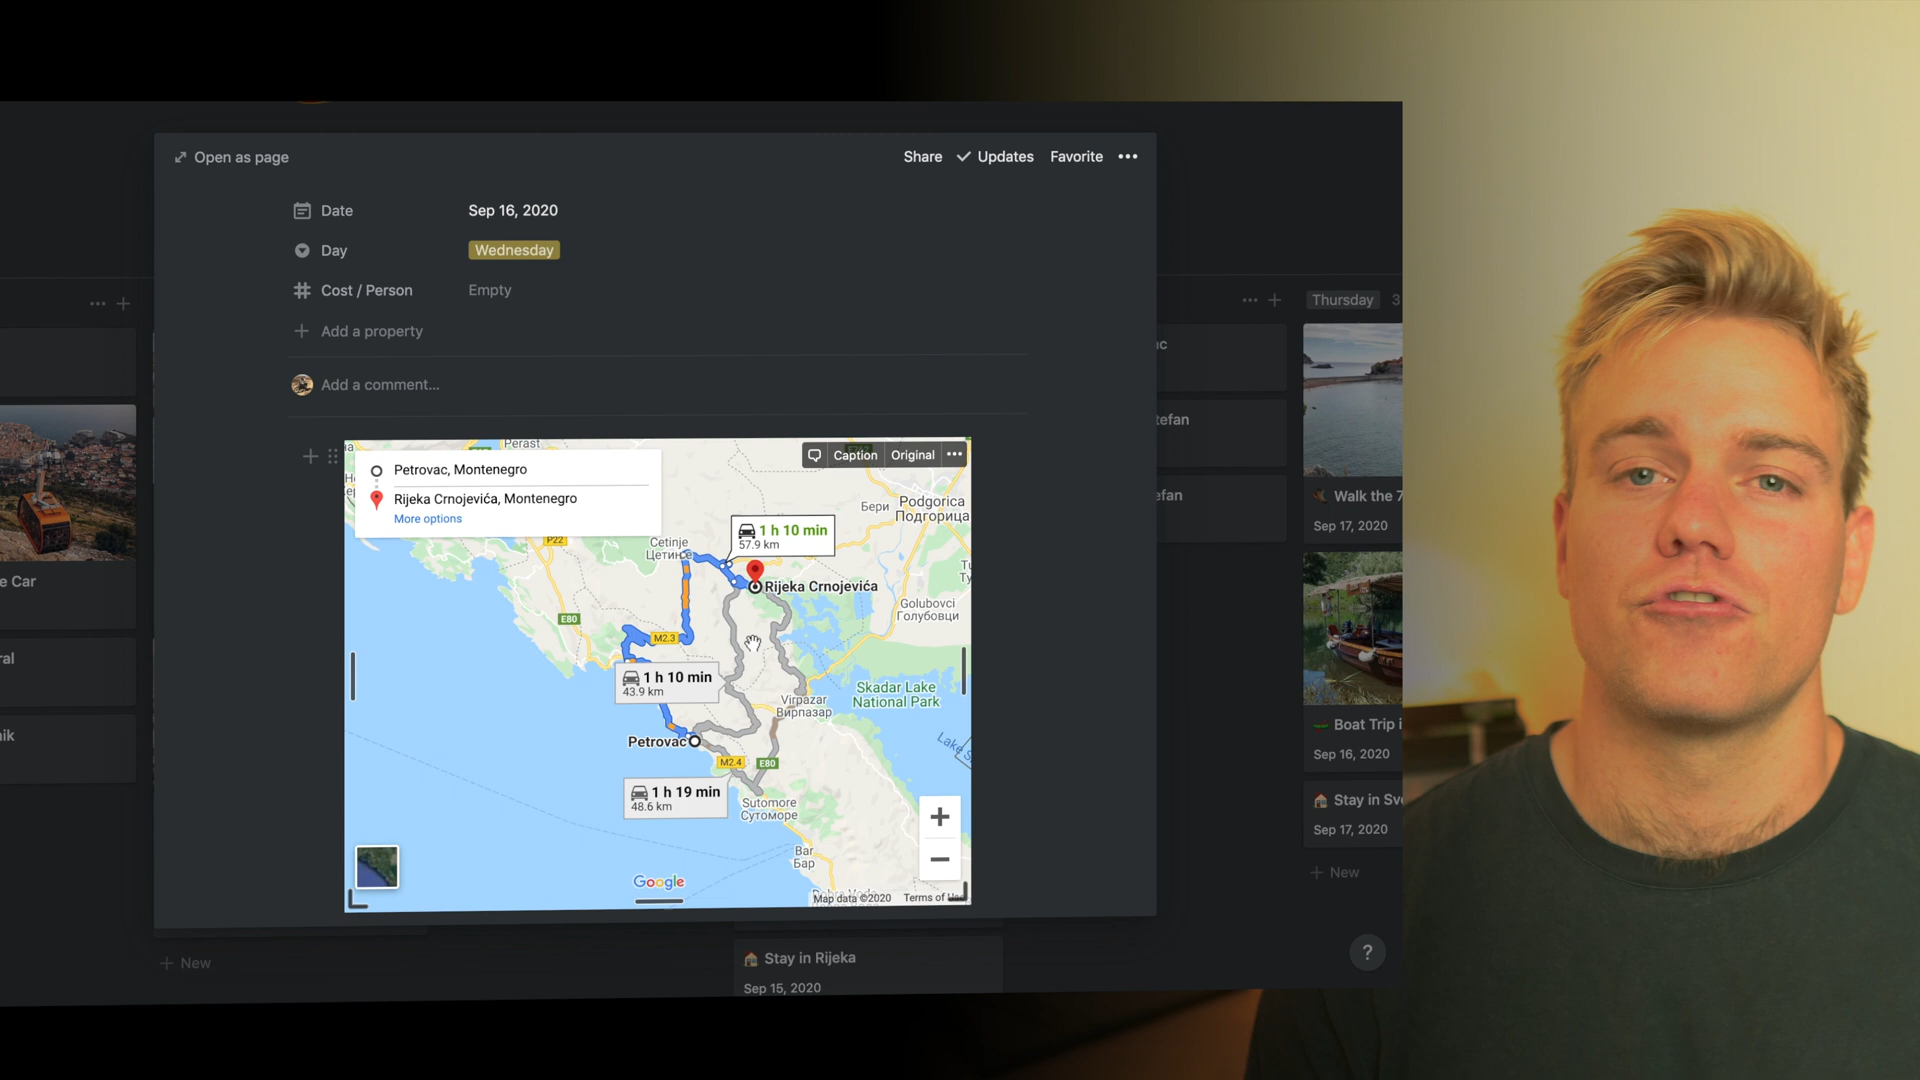 Open as page
Share
Updates
Favorite
Date
Sep 16, 2020
Day
Wednesday
Cost / Person
Empty
Add a property
Add a comment...
Thursday 3
Walk the 7
Sep 17, 2020
Boat Trip i
Sep 16, 2020
Stay in Sve
Sep 17, 2020
New
e Car
Perast
Petrovac, Montenegro
Rijeka Crnojevića, Montenegro
More options
Caption
Original
Podgorica
Подгорица
Бери
P22
Cetinje
Цетиње
1 h 10 min
57.9 km
Rijeka Crnojevića
Golubovci
Голубовци
E80
M2.3
1 h 10 min
43.9 km
Virpazar
Вирпазар
Skadar Lake
National Park
Petrovac
M2.4
E80
1 h 19 min
48.6 km
Sutomore
Сутоморе
Bar
Бар
Google
Map data ©2020
Terms of Use
New
Stay in Rijeka
Sep 15, 2020
?